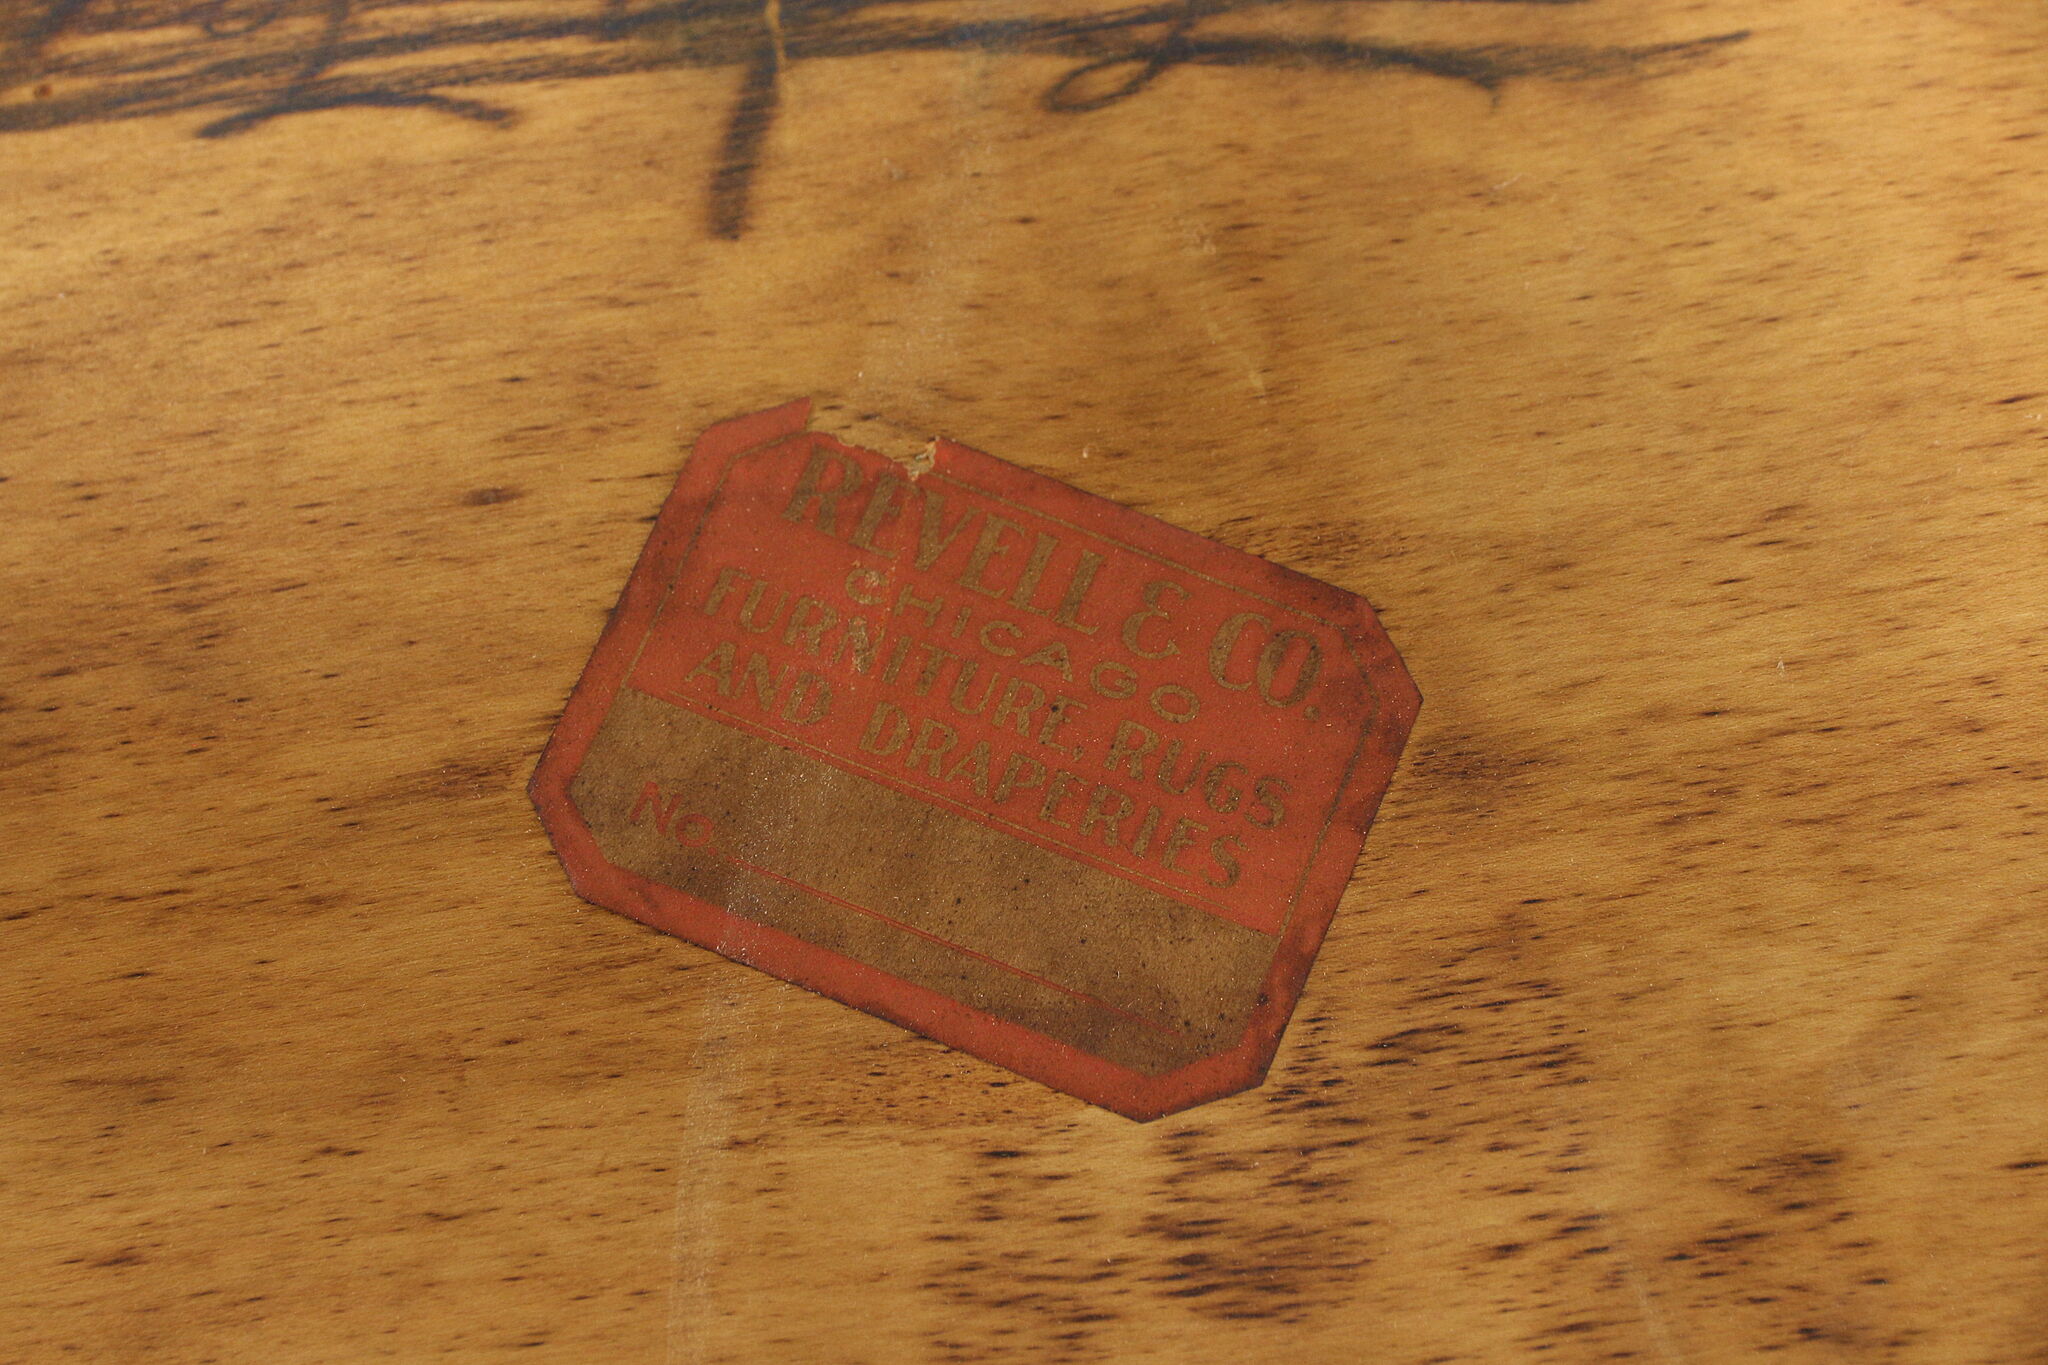 REVELL & CO.
CHICAGO
FURNITURE, RUGS
AND DRAPERIES
No.